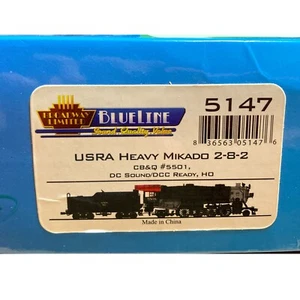 BROADWAY
LIMITED
BLUELINE
Sound, Quality, Value
5147
8 36563 05147 6
USRA HEAVY MIKADO 2-8-2
CB&Q #5501,
DC SOUND/DCC READY, HO
Made in China